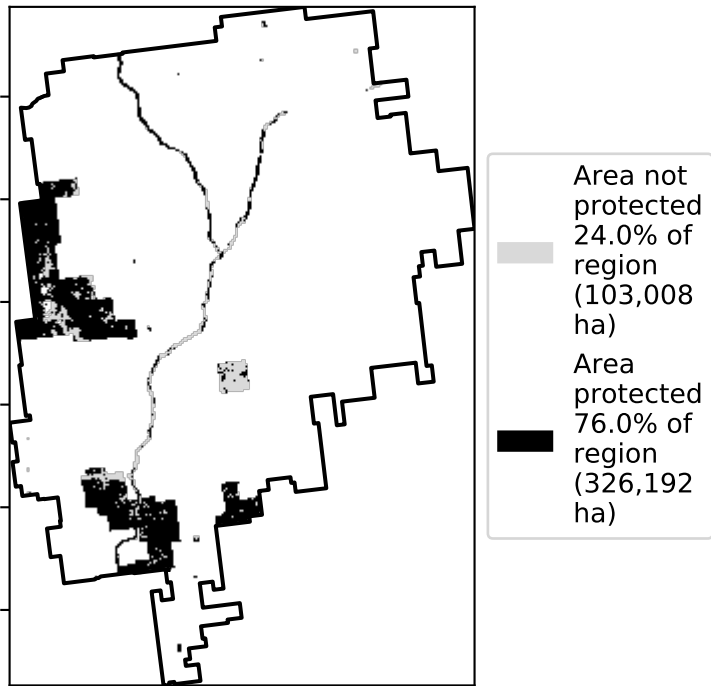 Area not
protected
24.0% of
region
(103,008
ha)
Area
protected
76.0% of
region
(326,192
ha)